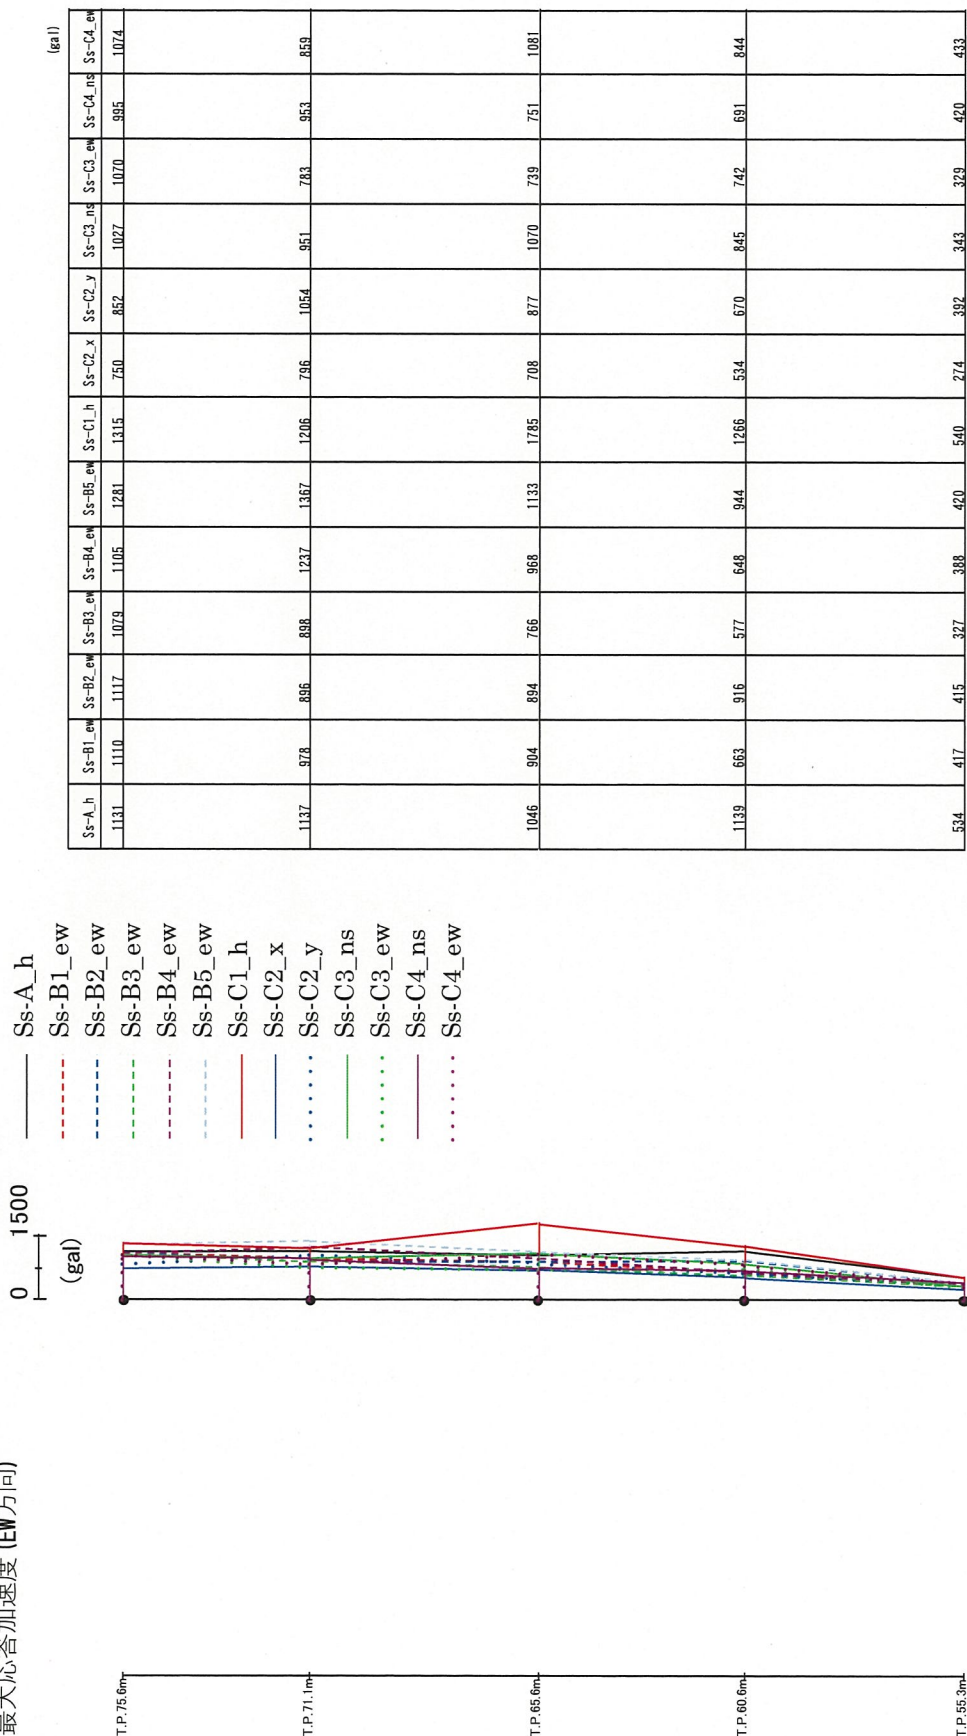 最大応答加速度 (EW方向)
0 1500
(gal)
Ss-A_h
Ss-B1_ew
Ss-B2_ew
Ss-B3_ew
Ss-B4_ew
Ss-B5_ew
Ss-C1_h
Ss-C2_x
Ss-C2_y
Ss-C3_ns
Ss-C3_ew
Ss-C4_ns
Ss-C4_ew
(gal)
Ss-A_h Ss-B1_ew Ss-B2_ew Ss-B3_ew Ss-B4_ew Ss-B5_ew Ss-C1_h Ss-C2_x Ss-C2_y Ss-C3_ns Ss-C3_ew Ss-C4_ns Ss-C4_ew
T.P.75.6m 1131 1110 1117 1079 1105 1281 1315 750 852 1027 1070 995 1074
T.P.71.1m 1137 978 896 898 1237 1367 1206 796 1054 951 783 953 859
T.P.65.6m 1046 904 894 766 968 1133 1785 708 877 1070 739 751 1081
T.P.60.6m 1139 663 916 577 648 944 1266 534 670 845 742 691 844
T.P.55.3m 534 417 415 327 388 420 540 274 392 343 329 420 433